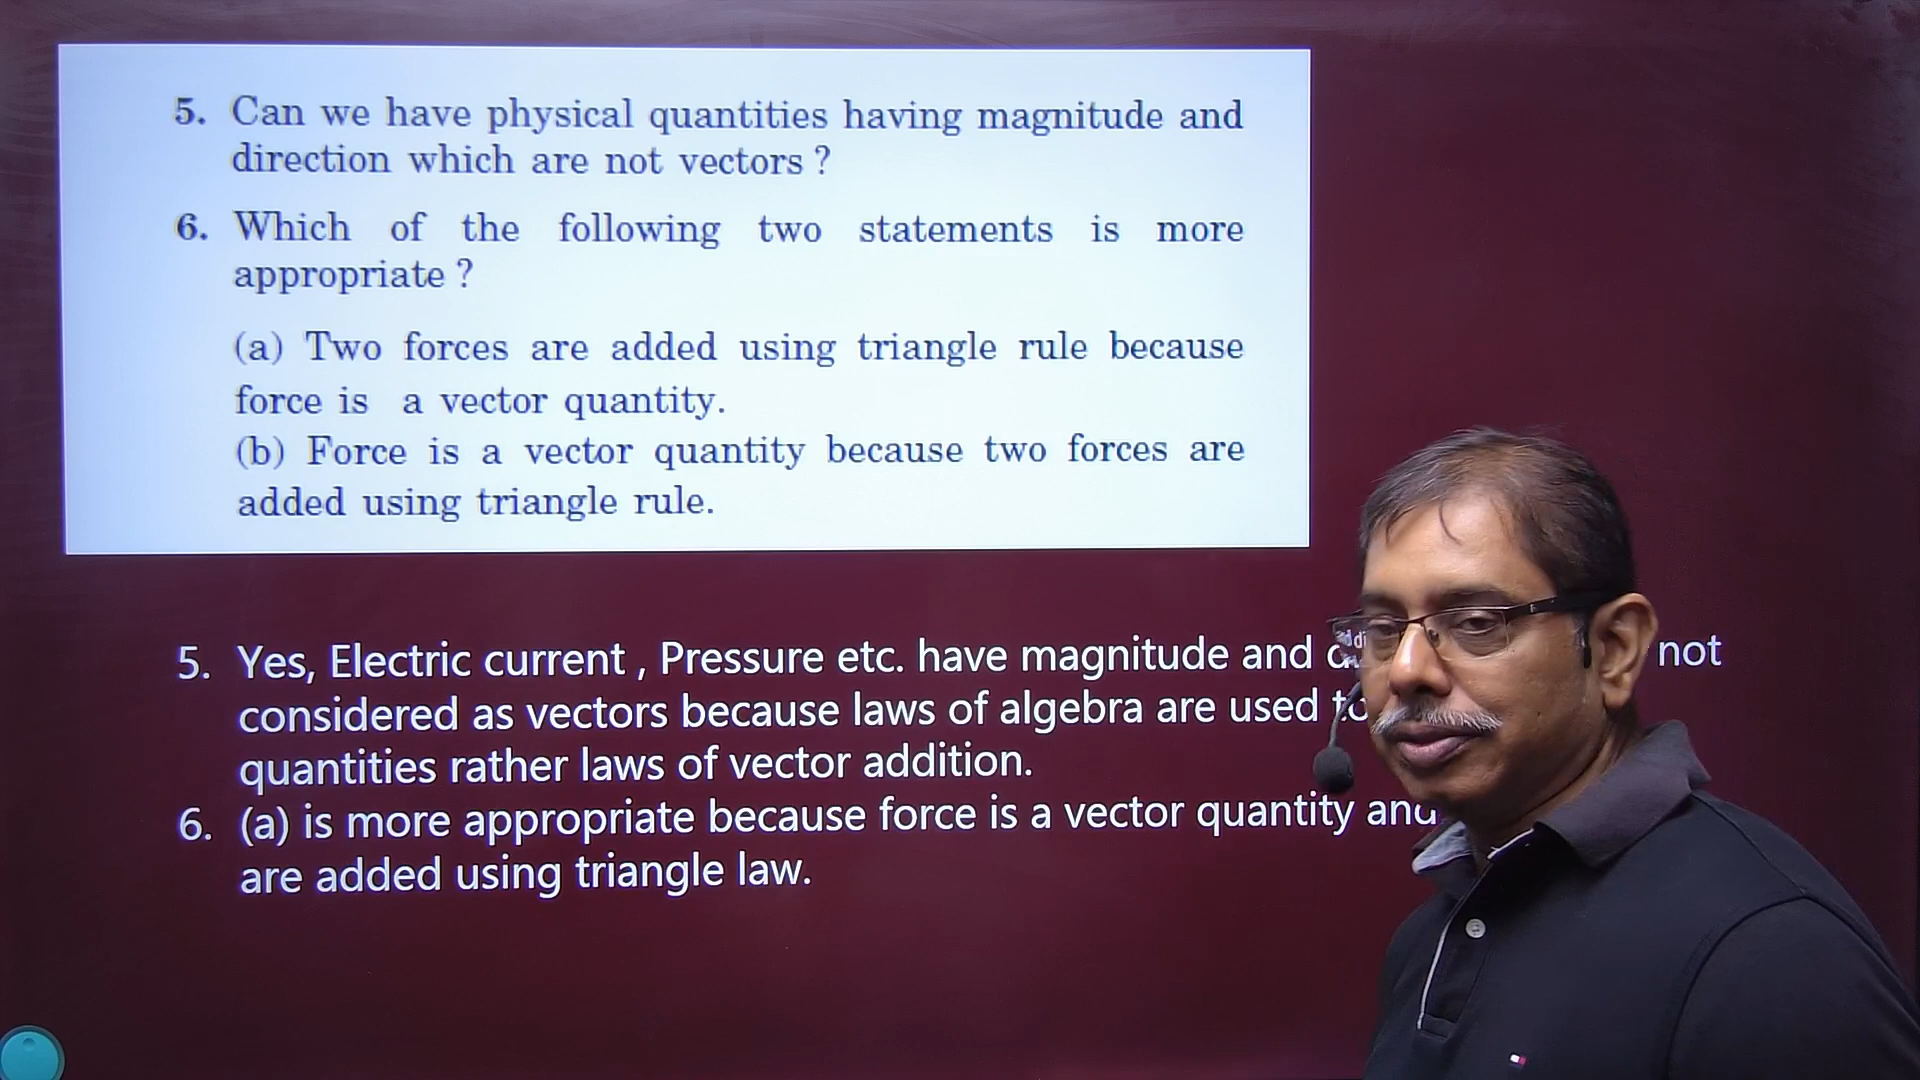 5. Can we have physical quantities having magnitude and
direction which are not vectors ?
6. Which of the following two statements is more
appropriate ?
(a) Two forces are added using triangle rule because
force is a vector quantity.
(b) Force is a vector quantity because two forces are
added using triangle rule.
5. Yes, Electric current , Pressure etc. have magnitude and not
considered as vectors because laws of algebra are used to
quantities rather laws of vector addition.
6. (a) is more appropriate because force is a vector quantity and
are added using triangle law.